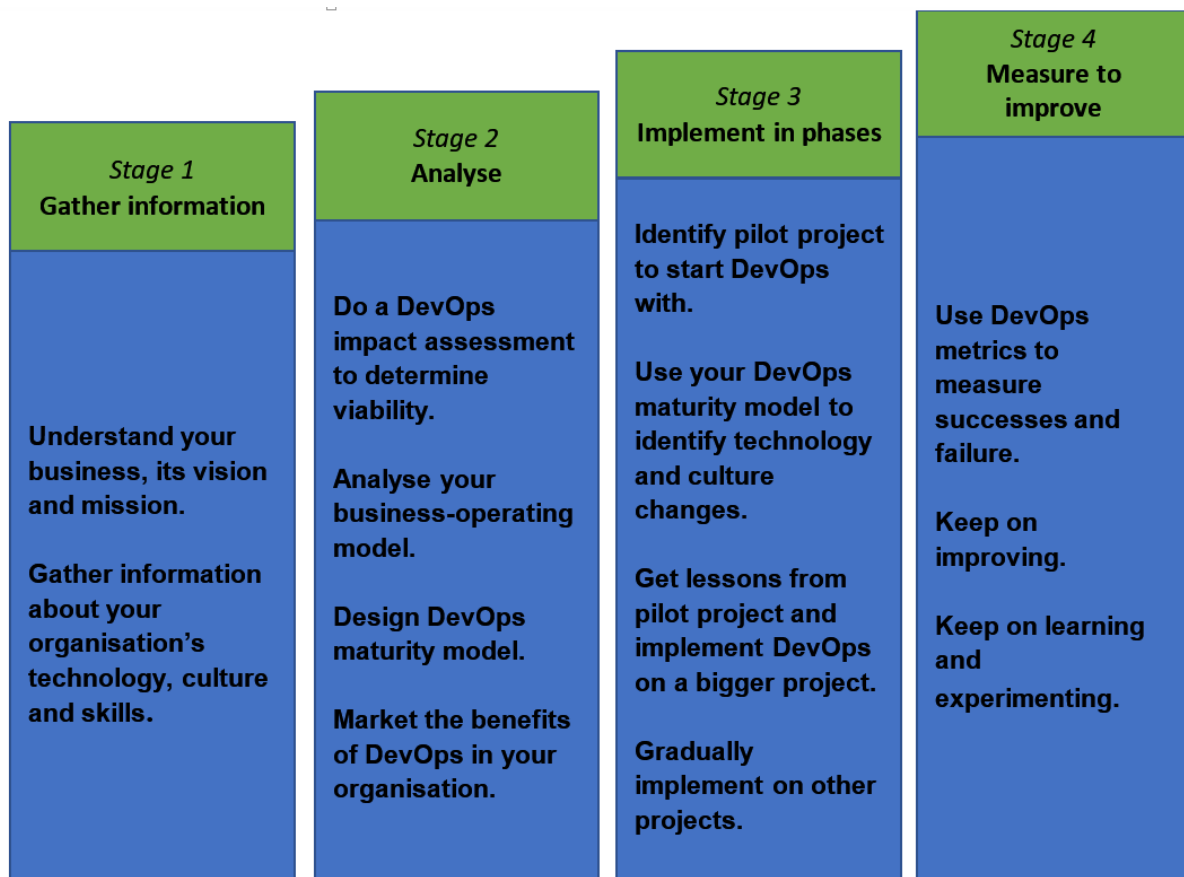 Stage 1
Gather information
Understand your
business, its vision
and mission.
Gather information
about your
organisation’s
technology, culture
and skills.
Stage 2
Analyse
Do a DevOps
impact assessment
to determine
viability.
Analyse your
business-operating
model.
Design DevOps
maturity model.
Market the benefits
of DevOps in your
organisation.
Stage 3
Implement in phases
Identify pilot project
to start DevOps
with.
Use your DevOps
maturity model to
identify technology
and culture
changes.
Get lessons from
pilot project and
implement DevOps
on a bigger project.
Gradually
implement on other
projects.
Stage 4
Measure to
improve
Use DevOps
metrics to
measure
successes and
failure.
Keep on
improving.
Keep on learning
and
experimenting.